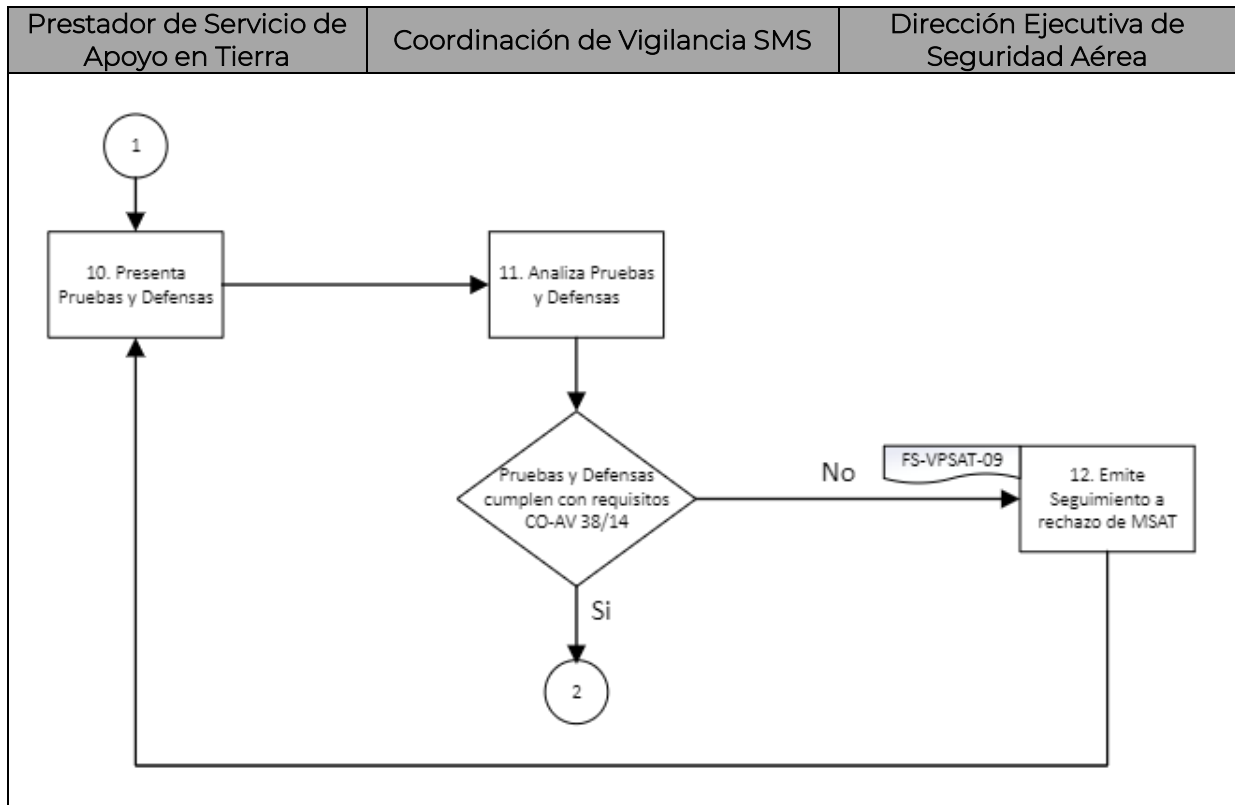 Prestador de Servicio de
Apoyo en Tierra
Coordinación de Vigilancia SMS
Dirección Ejecutiva de
Seguridad Aérea
1
10. Presenta
Pruebas y Defensas
11. Analiza Pruebas
y Defensas
Pruebas y Defensas
cumplen con requisitos
CO-AV 38/14
No
FS-VPSAT-09
12. Emite
Seguimiento a
rechazo de MSAT
Si
2